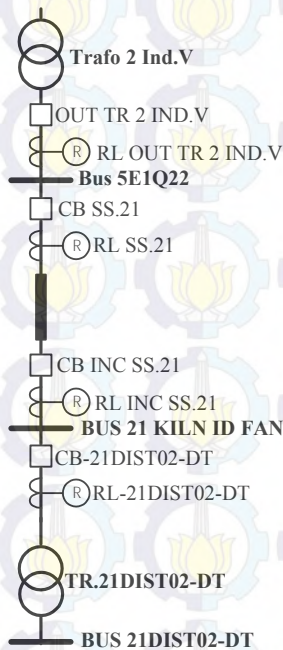 Trafo 2 Ind.V
OUT TR 2 IND.V
R RL OUT TR 2 IND.V
Bus 5E1Q22
CB SS.21
R RL SS.21
CB INC SS.21
R RL INC SS.21
BUS 21 KILN ID FAN
CB-21DIST02-DT
R RL-21DIST02-DT
TR.21DIST02-DT
BUS 21DIST02-DT